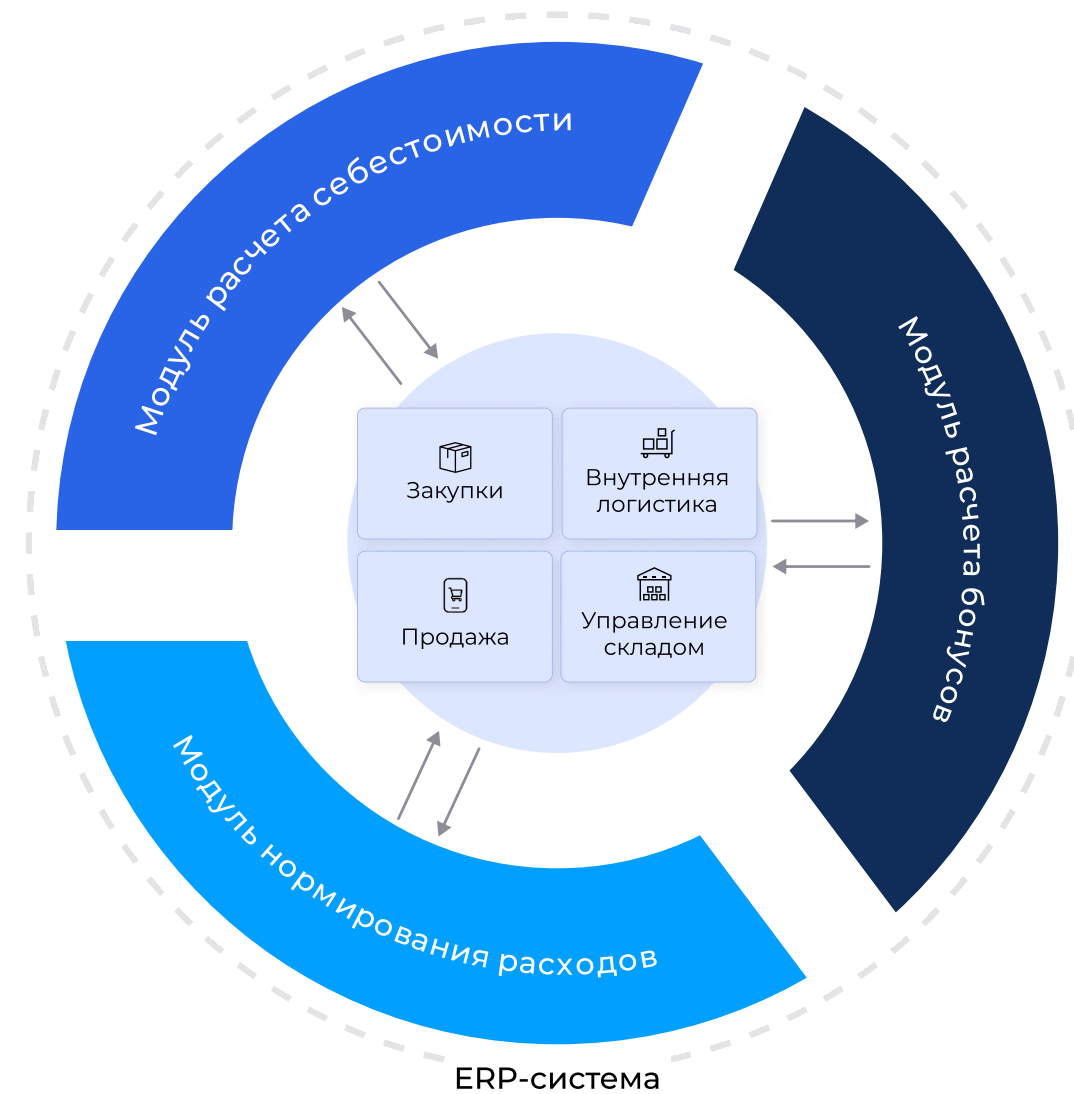 Модуль расчета себестоимости
Модуль расчета бонусов
Закупки
Внутренняя
логистика
Продажа
Управление
складом
Модуль нормирования расходов
ERP-система